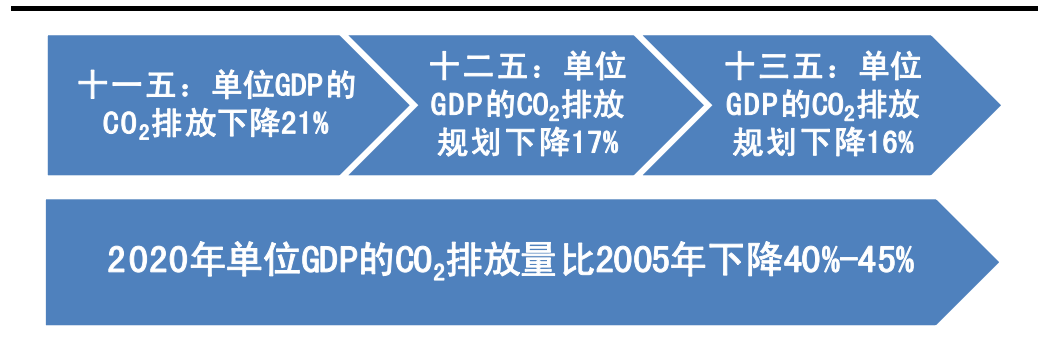 十一五：单位GDP的
CO₂排放下降21%
十二五：单位
GDP的CO₂排放
规划下降17%
十三五：单位
GDP的CO₂排放
规划下降16%
2020年单位GDP的CO₂排放量比2005年下降40%-45%